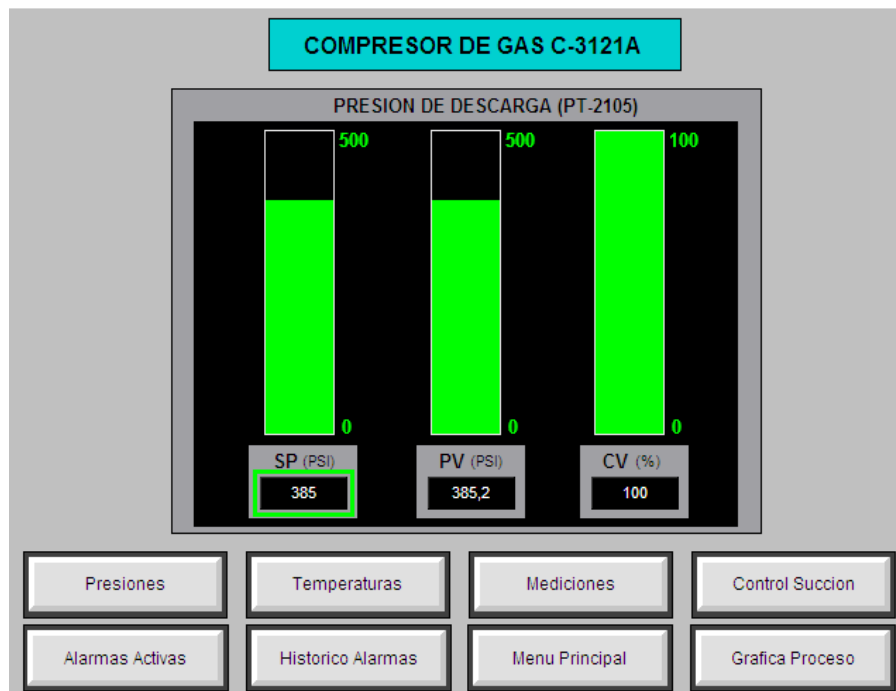 COMPRESOR DE GAS C-3121A
PRESION DE DESCARGA (PT-2105)
500 500 100
0 0 0
SP (PSI) PV (PSI) CV (%)
385 385,2 100
Presiones Temperaturas Mediciones Control Succion
Alarmas Activas Historico Alarmas Menu Principal Grafica Proceso